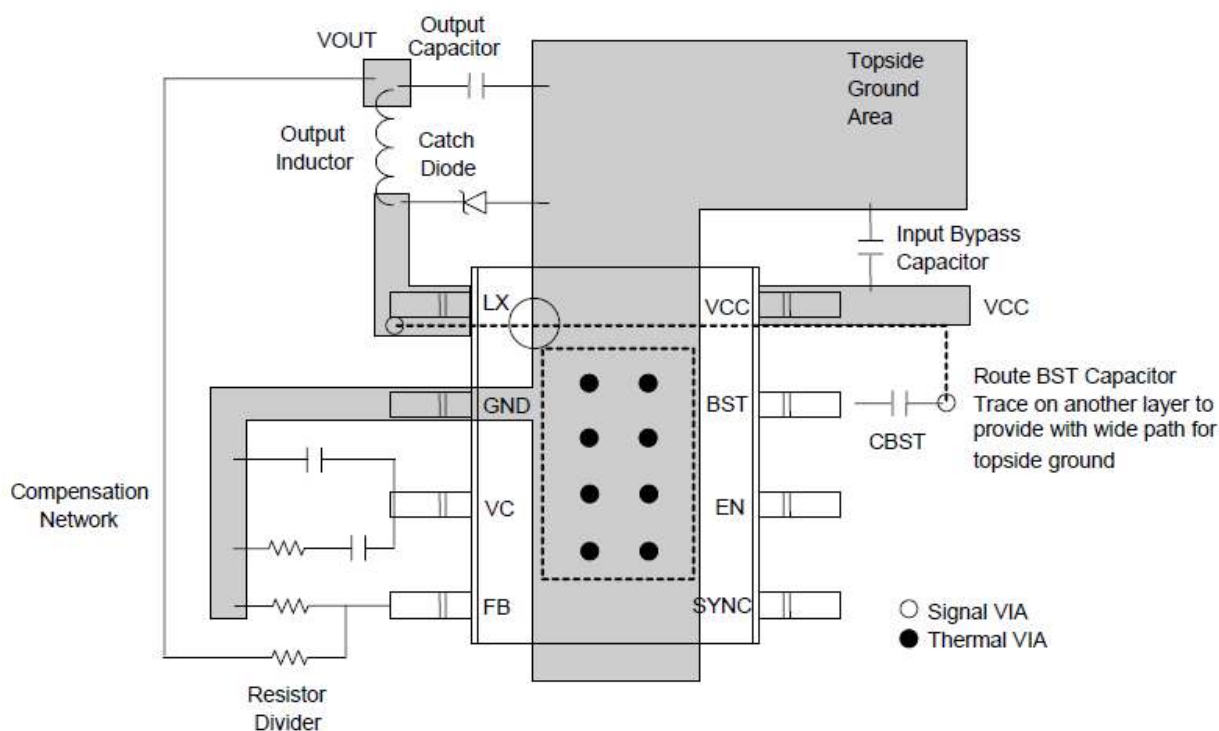 VOUT
Output
Capacitor
Topside
Ground
Area
Output
Inductor
Catch
Diode
Input Bypass
Capacitor
LX
VCC
VCC
GND
BST
CBST
Route BST Capacitor
Trace on another layer to
provide with wide path for
topside ground
Compensation
Network
VC
EN
FB
SYNC
Signal VIA
Thermal VIA
Resistor
Divider